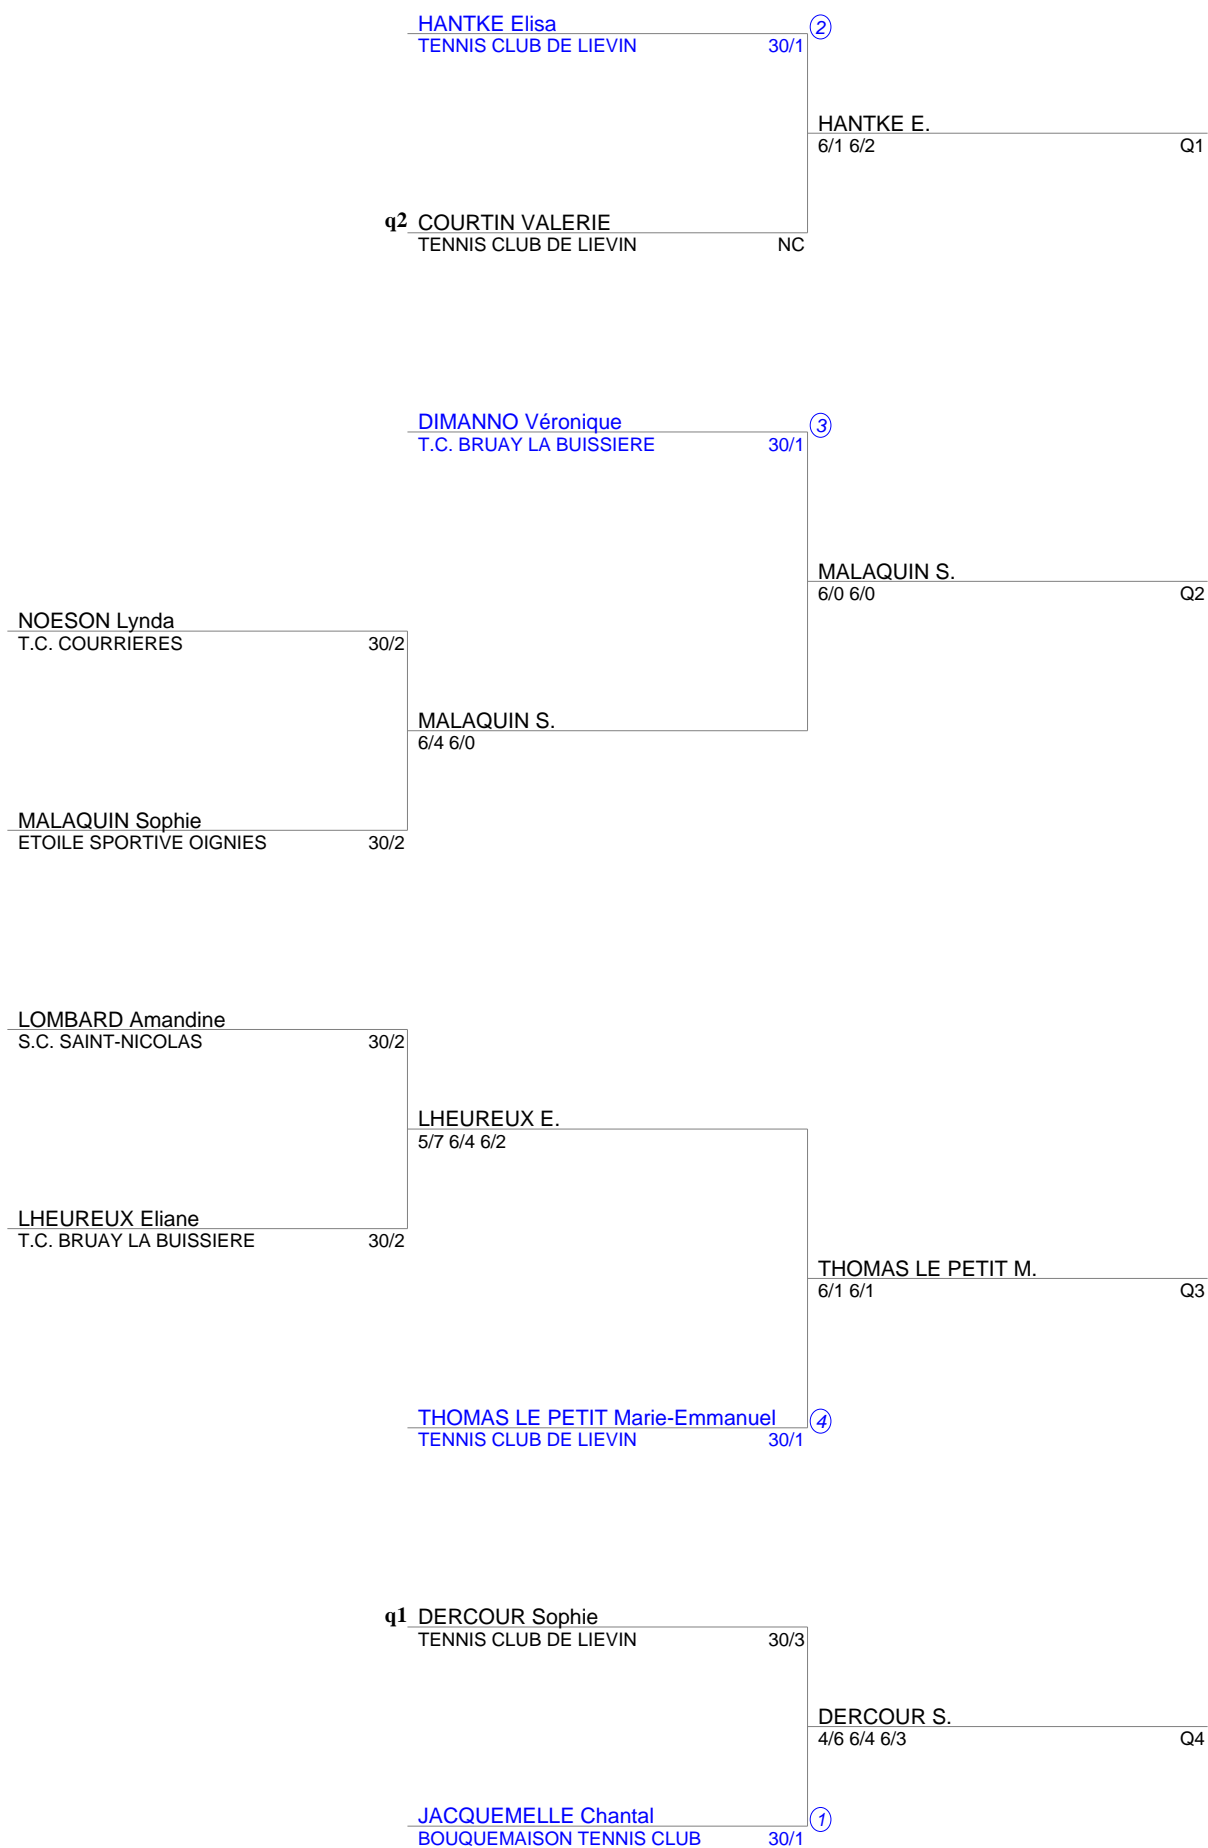 HANTKE Elisa 2
TENNIS CLUB DE LIEVIN 30/1
HANTKE E.
6/1 6/2 Q1
q2 COURTIN VALERIE
TENNIS CLUB DE LIEVIN NC
DIMANNO Véronique 3
T.C. BRUAY LA BUISSIERE 30/1
MALAQUIN S.
6/0 6/0 Q2
NOESON Lynda
T.C. COURRIERES 30/2
MALAQUIN S.
6/4 6/0
MALAQUIN Sophie
ETOILE SPORTIVE OIGNIES 30/2
LOMBARD Amandine
S.C. SAINT-NICOLAS 30/2
LHEUREUX E.
5/7 6/4 6/2
LHEUREUX Eliane
T.C. BRUAY LA BUISSIERE 30/2
THOMAS LE PETIT M.
6/1 6/1 Q3
THOMAS LE PETIT Marie-Emmanuel 4
TENNIS CLUB DE LIEVIN 30/1
q1 DERCOUR Sophie
TENNIS CLUB DE LIEVIN 30/3
DERCOUR S.
4/6 6/4 6/3 Q4
JACQUEMELLE Chantal 1
BOUQUEMAISON TENNIS CLUB 30/1